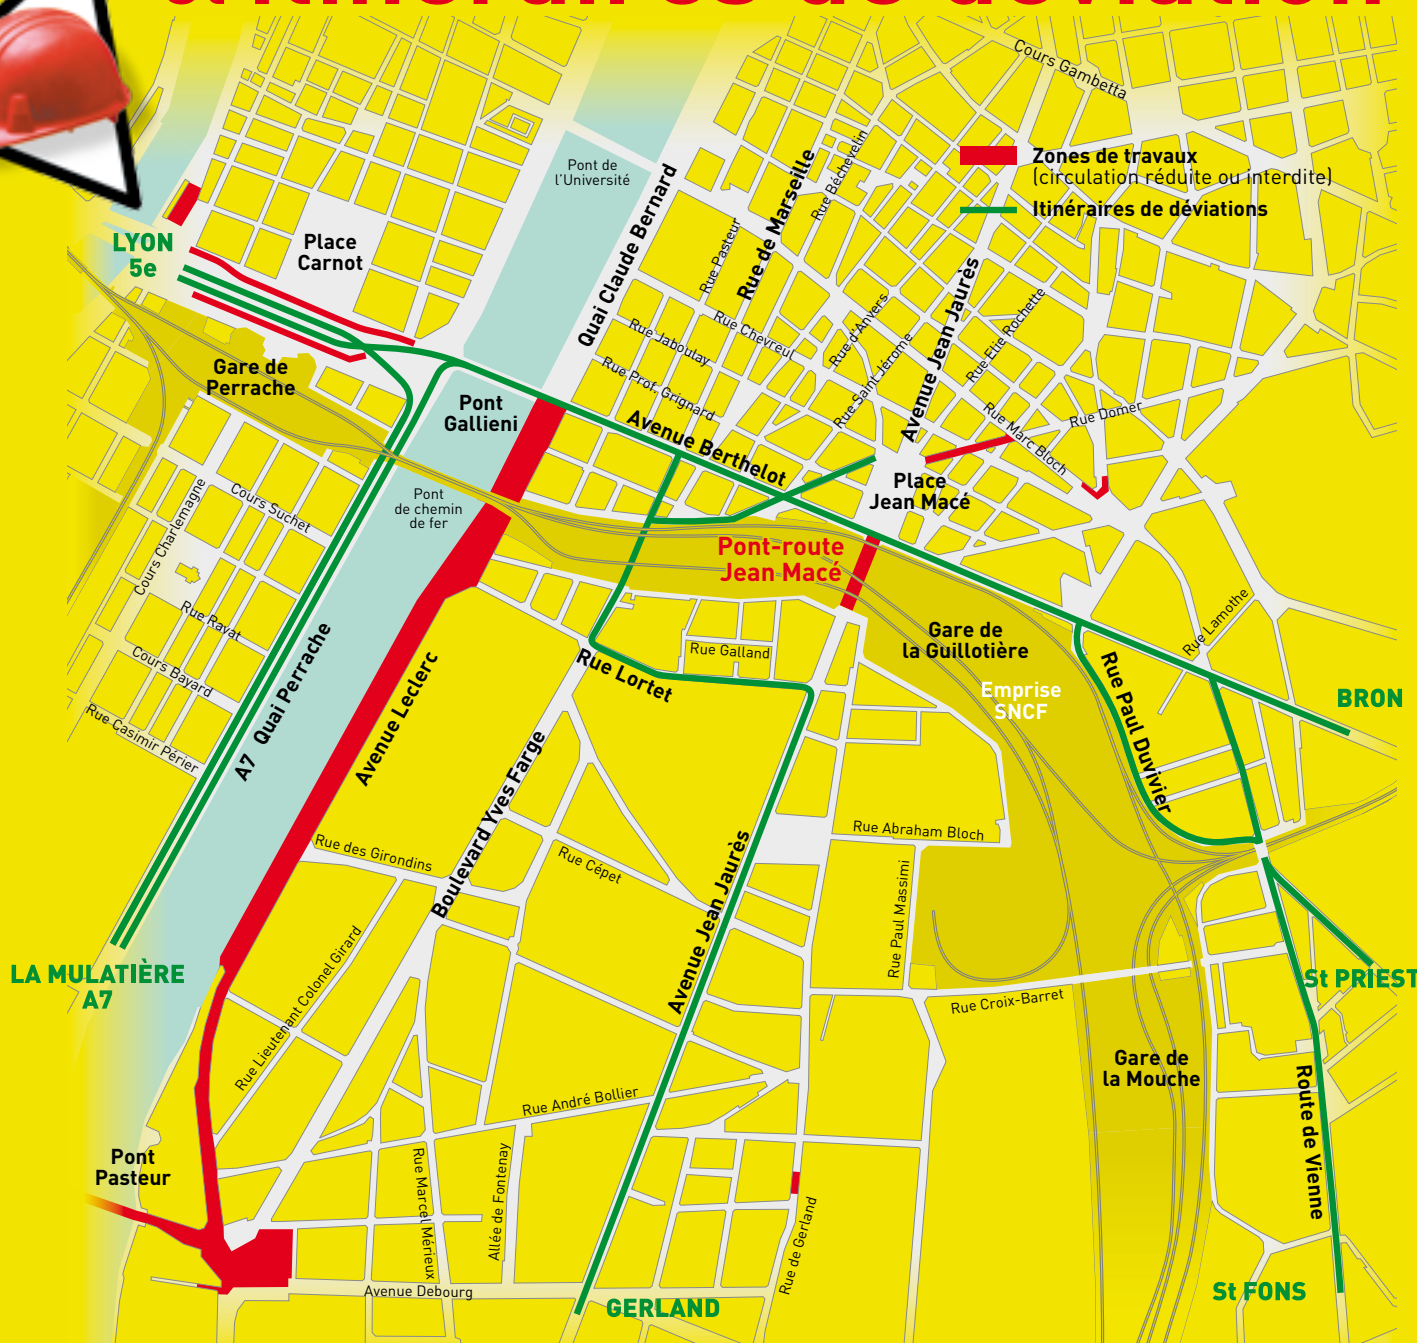 d'itinéraires de déviation
Cours Gambetta
Zones de travaux
(circulation réduite ou interdite)
Itinéraires de déviations
Pont de
l'Université
Quai Claude Bernard
Rue Pasteur
Rue de Marseille
Rue Béchevelin
LYON
5e
Place
Carnot
Rue Jaboulay
Rue Chevreul
Rue d'Anvers
Rue Saint Jérome
Avenue Jean Jaurès
Rue Elie Rochette
Rue Prof. Grignard
Gare de
Perrache
Pont
Gallieni
Avenue Berthelot
Rue Marc Bloch
Rue Domer
Place
Jean Macé
Pont
de chemin
de fer
Cours Charlemagne
Cours Suchet
Pont-route
Jean Macé
Rue Ravat
Cours Bayard
Rue Casimir Périer
A7 Quai Perrache
Avenue Leclerc
Rue Lortet
Rue Galland
Gare de
la Guillotière
Emprise
SNCF
Rue Paul Duvivier
Rue Lamothe
BRON
Boulevard Yves Farge
Rue des Girondins
Rue Cépet
Avenue Jean Jaurès
Rue Abraham Bloch
Rue Paul Massimi
LA MULATIÈRE
A7
Rue Lieutenant Colonel Girard
Rue Croix-Barret
St PRIEST
Gare de
la Mouche
Route de Vienne
Rue André Bollier
Pont
Pasteur
Rue Marcel Mérieux
Allée de Fontenay
Rue de Gerland
Avenue Debourg
GERLAND
St FONS